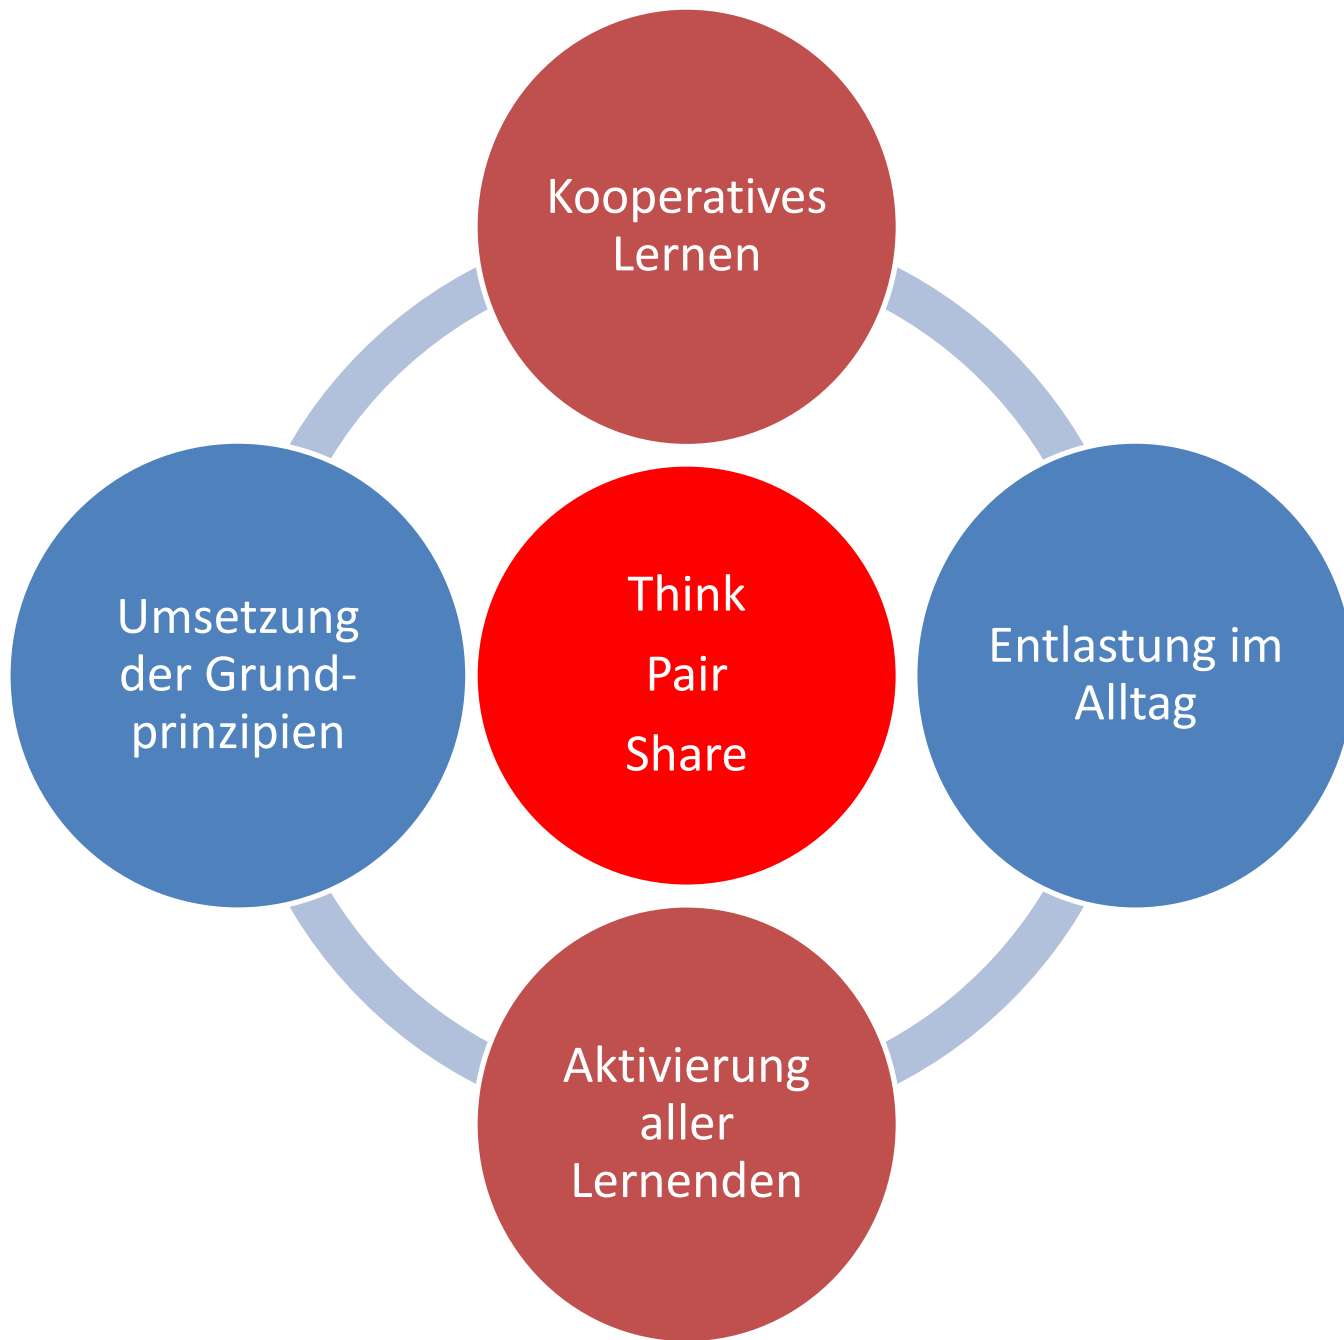 Kooperatives
Lernen
Umsetzung
der Grund-
prinzipien
Think
Pair
Share
Entlastung im
Alltag
Aktivierung
aller
Lernenden